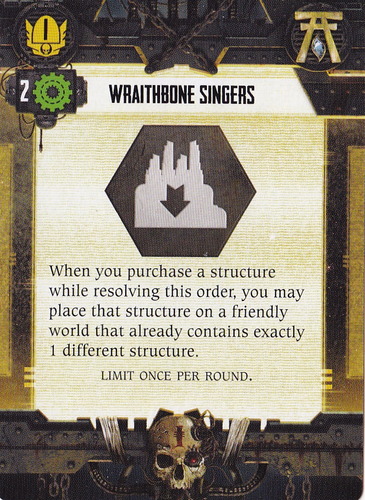 2
WRAITHBONE SINGERS
When you purchase a structure
while resolving this order, you may
place that structure on a friendly
world that already contains exactly
1 different structure.
LIMIT ONCE PER ROUND.